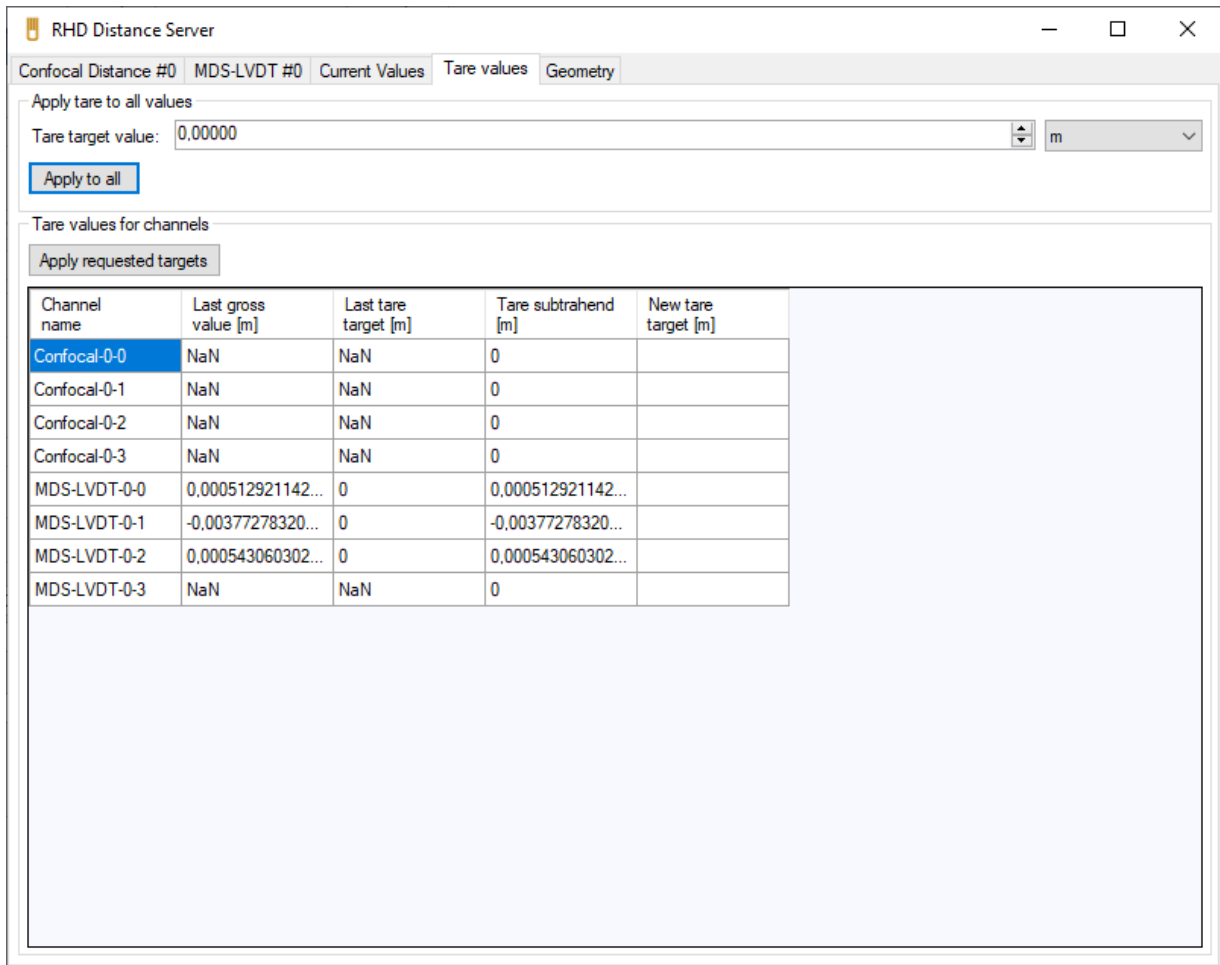 RHD Distance Server
Confocal Distance #0 MDS-LVDT #0 Current Values Tare values Geometry
Apply tare to all values
Tare target value: 0,00000 m
Apply to all
Tare values for channels
Apply requested targets
Channel name Last gross value [m] Last tare target [m] Tare subtrahend [m] New tare target [m]
Confocal-0-0 NaN NaN 0
Confocal-0-1 NaN NaN 0
Confocal-0-2 NaN NaN 0
Confocal-0-3 NaN NaN 0
MDS-LVDT-0-0 0,000512921142... 0 0,000512921142...
MDS-LVDT-0-1 -0,00377278320... 0 -0,00377278320...
MDS-LVDT-0-2 0,000543060302... 0 0,000543060302...
MDS-LVDT-0-3 NaN NaN 0